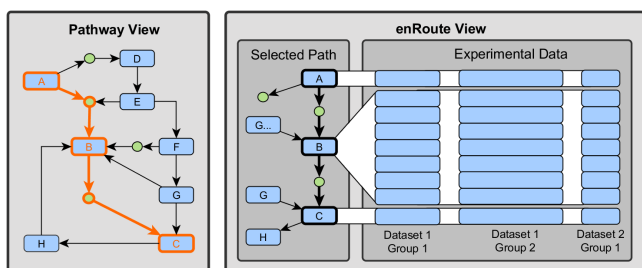 Pathway View
D
A
E
B
F
G
H
C
enRoute View
Selected Path
Experimental Data
A
G...
B
G
C
H
Dataset 1
Group 1
Dataset 1
Group 2
Dataset 2
Group 1